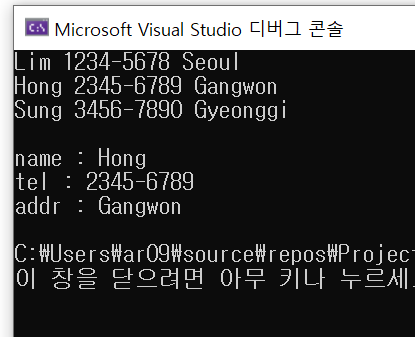 Microsoft Visual Studio 디버그 콘솔
Lim 1234-5678 Seoul
Hong 2345-6789 Gangwon
Sung 3456-7890 Gyeonggi
name : Hong
tel : 2345-6789
addr : Gangwon
C:₩Users₩ar09₩source₩repos₩Project
이 창을 닫으려면 아무 키나 누르세